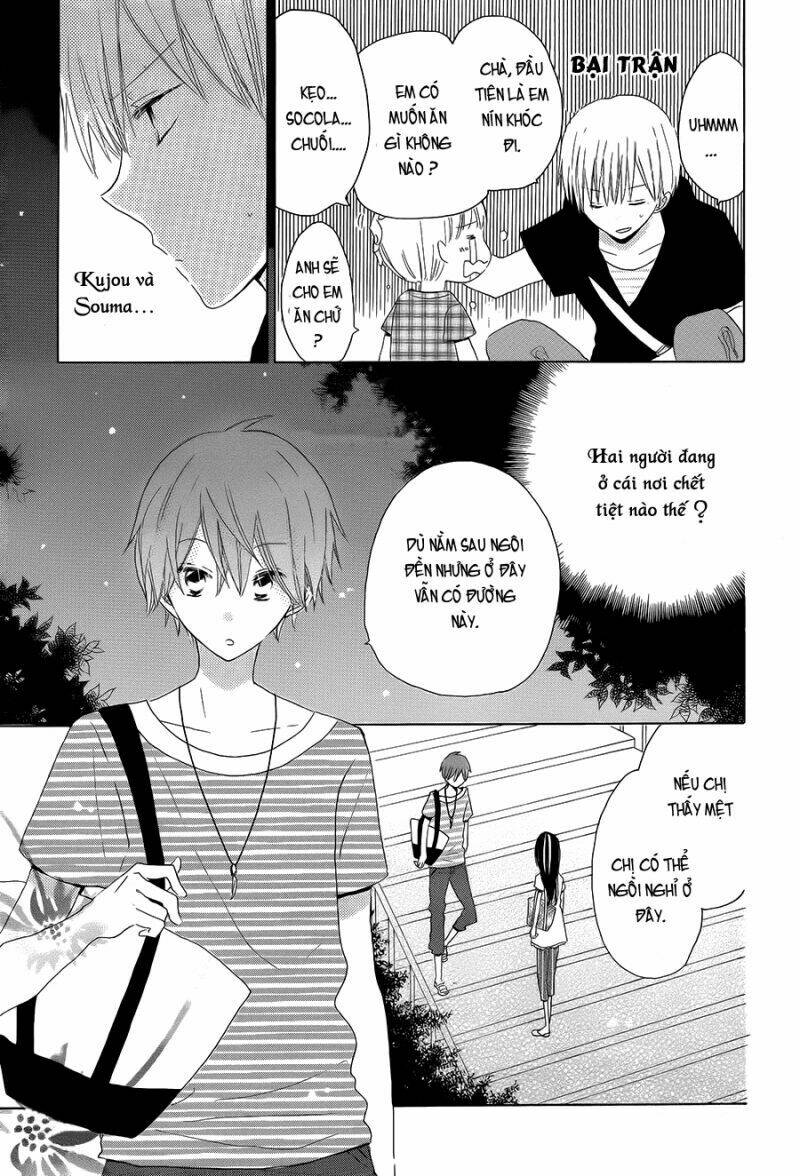 BẠI TRẬN
UHMMM
...
CHÀ, ĐẦU
TIÊN LÀ EM
NÍN KHÓC
ĐI.
EM CÓ
MUỐN ĂN
GÌ KHÔNG
NÀO ?
KẸO...
SOCOLA...
CHUỐI....
ANH SẼ
CHO EM
ĂN CHỨ
?
Kujou và
Souma...
Hai người đang
ở cái nơi chết
tiệt nào thế ?
DÙ NẰM SAU NGÔI
ĐỀN NHƯNG Ở ĐÂY
VẪN CÓ ĐƯỜNG
NÀY.
NẾU CHỊ
THẤY MỆT
CHỊ CÓ THỂ
NGỒI NGHỈ Ở
ĐÂY.